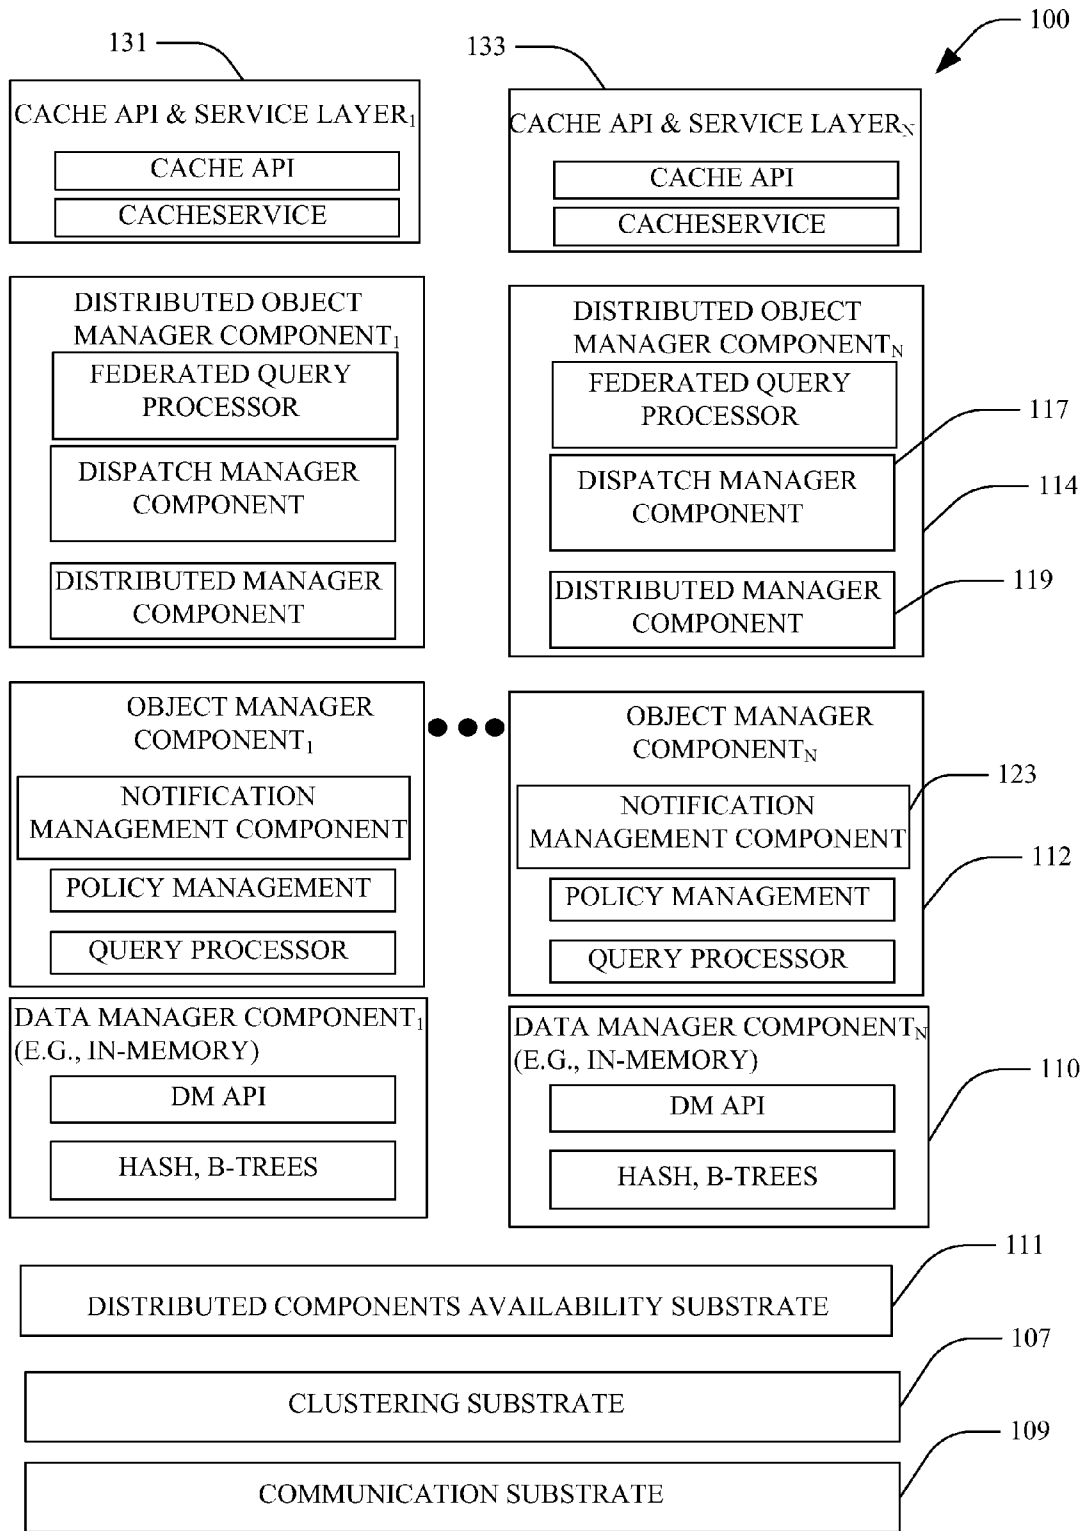 100
131
133
CACHE API & SERVICE LAYER1
CACHE API
CACHESERVICE
CACHE API & SERVICE LAYERN
CACHE API
CACHESERVICE
DISTRIBUTED OBJECT
MANAGER COMPONENT1
FEDERATED QUERY
PROCESSOR
DISPATCH MANAGER
COMPONENT
DISTRIBUTED MANAGER
COMPONENT
DISTRIBUTED OBJECT
MANAGER COMPONENTN
FEDERATED QUERY
PROCESSOR
DISPATCH MANAGER
COMPONENT
DISTRIBUTED MANAGER
COMPONENT
117
114
119
OBJECT MANAGER
COMPONENT1
NOTIFICATION
MANAGEMENT COMPONENT
POLICY MANAGEMENT
QUERY PROCESSOR
OBJECT MANAGER
COMPONENTN
NOTIFICATION
MANAGEMENT COMPONENT
POLICY MANAGEMENT
QUERY PROCESSOR
123
112
DATA MANAGER COMPONENT1
(E.G., IN-MEMORY)
DM API
HASH, B-TREES
DATA MANAGER COMPONENTN
(E.G., IN-MEMORY)
DM API
HASH, B-TREES
110
111
DISTRIBUTED COMPONENTS AVAILABILITY SUBSTRATE
107
CLUSTERING SUBSTRATE
109
COMMUNICATION SUBSTRATE